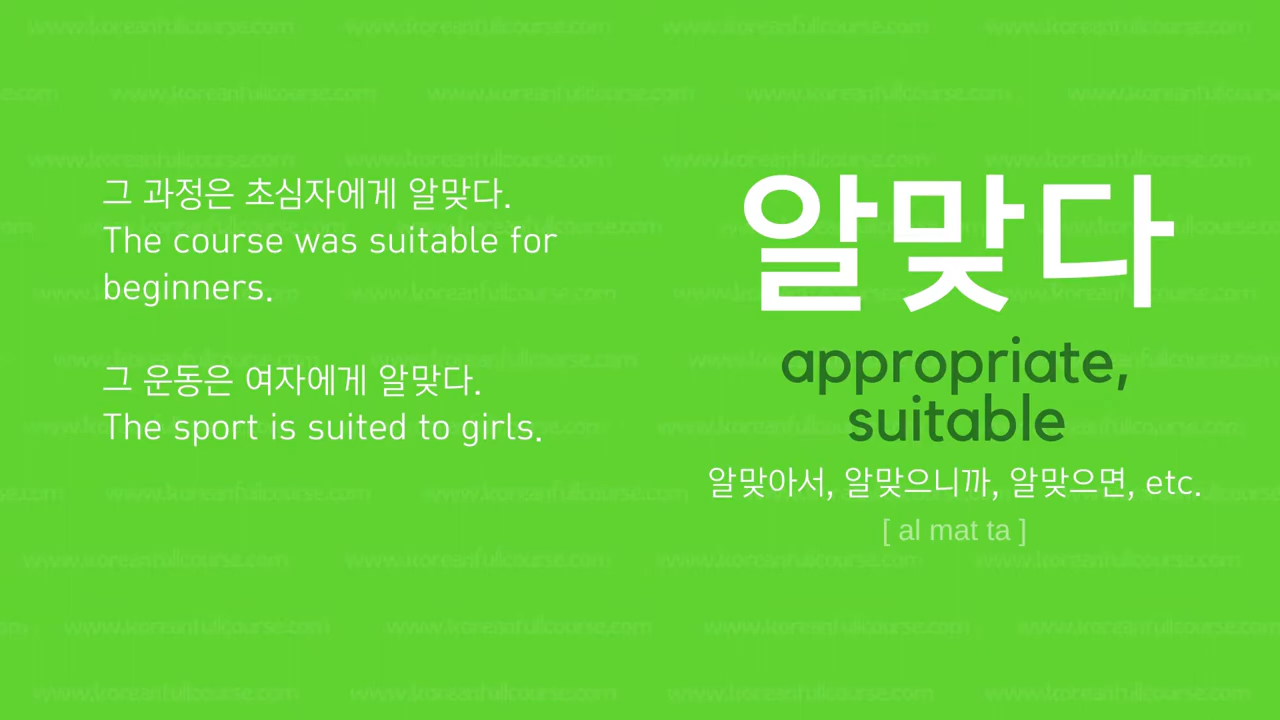 그 과정은 초심자에게 알맞다.
The course was suitable for
beginners.
그 운동은 여자에게 알맞다.
The sport is suited to girls.
알맞다
appropriate,
suitable
알맞아서, 알맞으니까, 알맞으면, etc.
[ al mat ta ]
www.koreanfullcourse.com